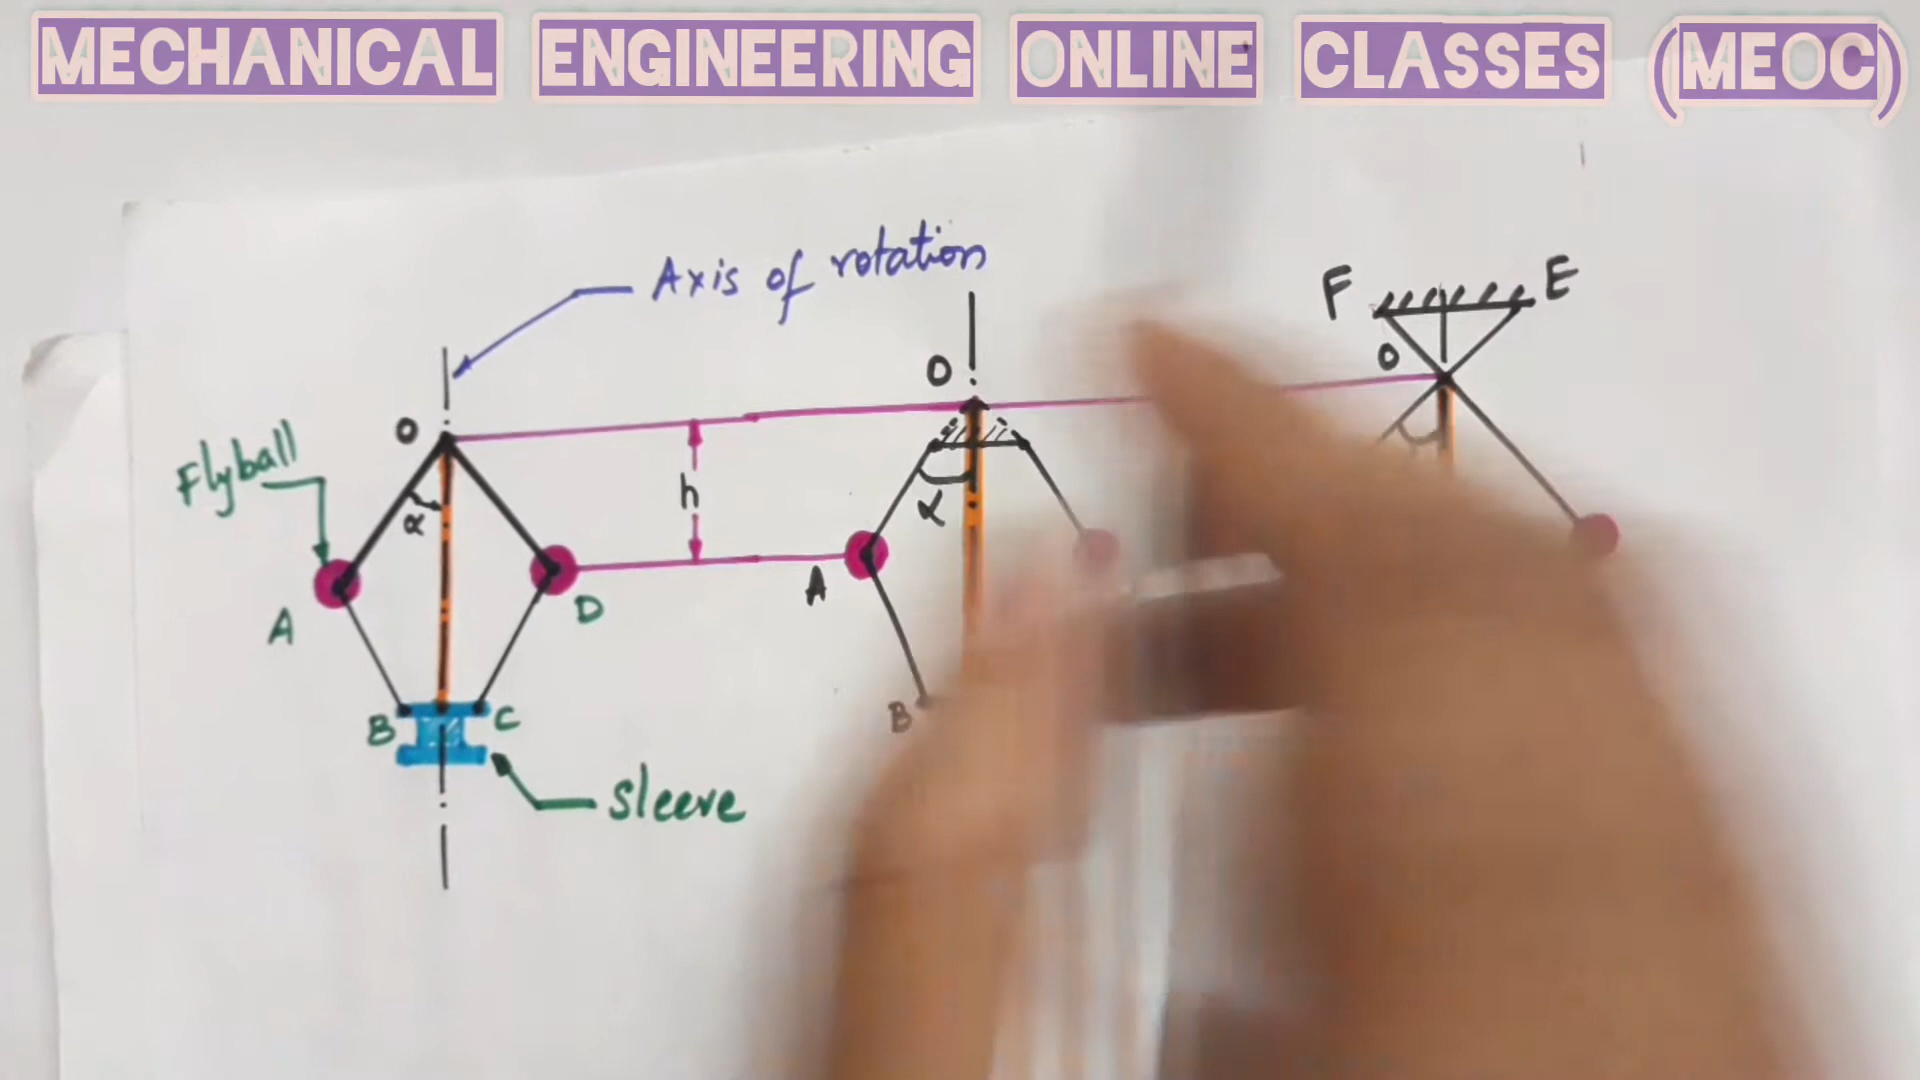 MECHANICAL ENGINEERING ONLINE CLASSES (MEOC)
Axis of rotation
F E
O O O
Flyball
h
α α
A D A
B C B
Sleeve